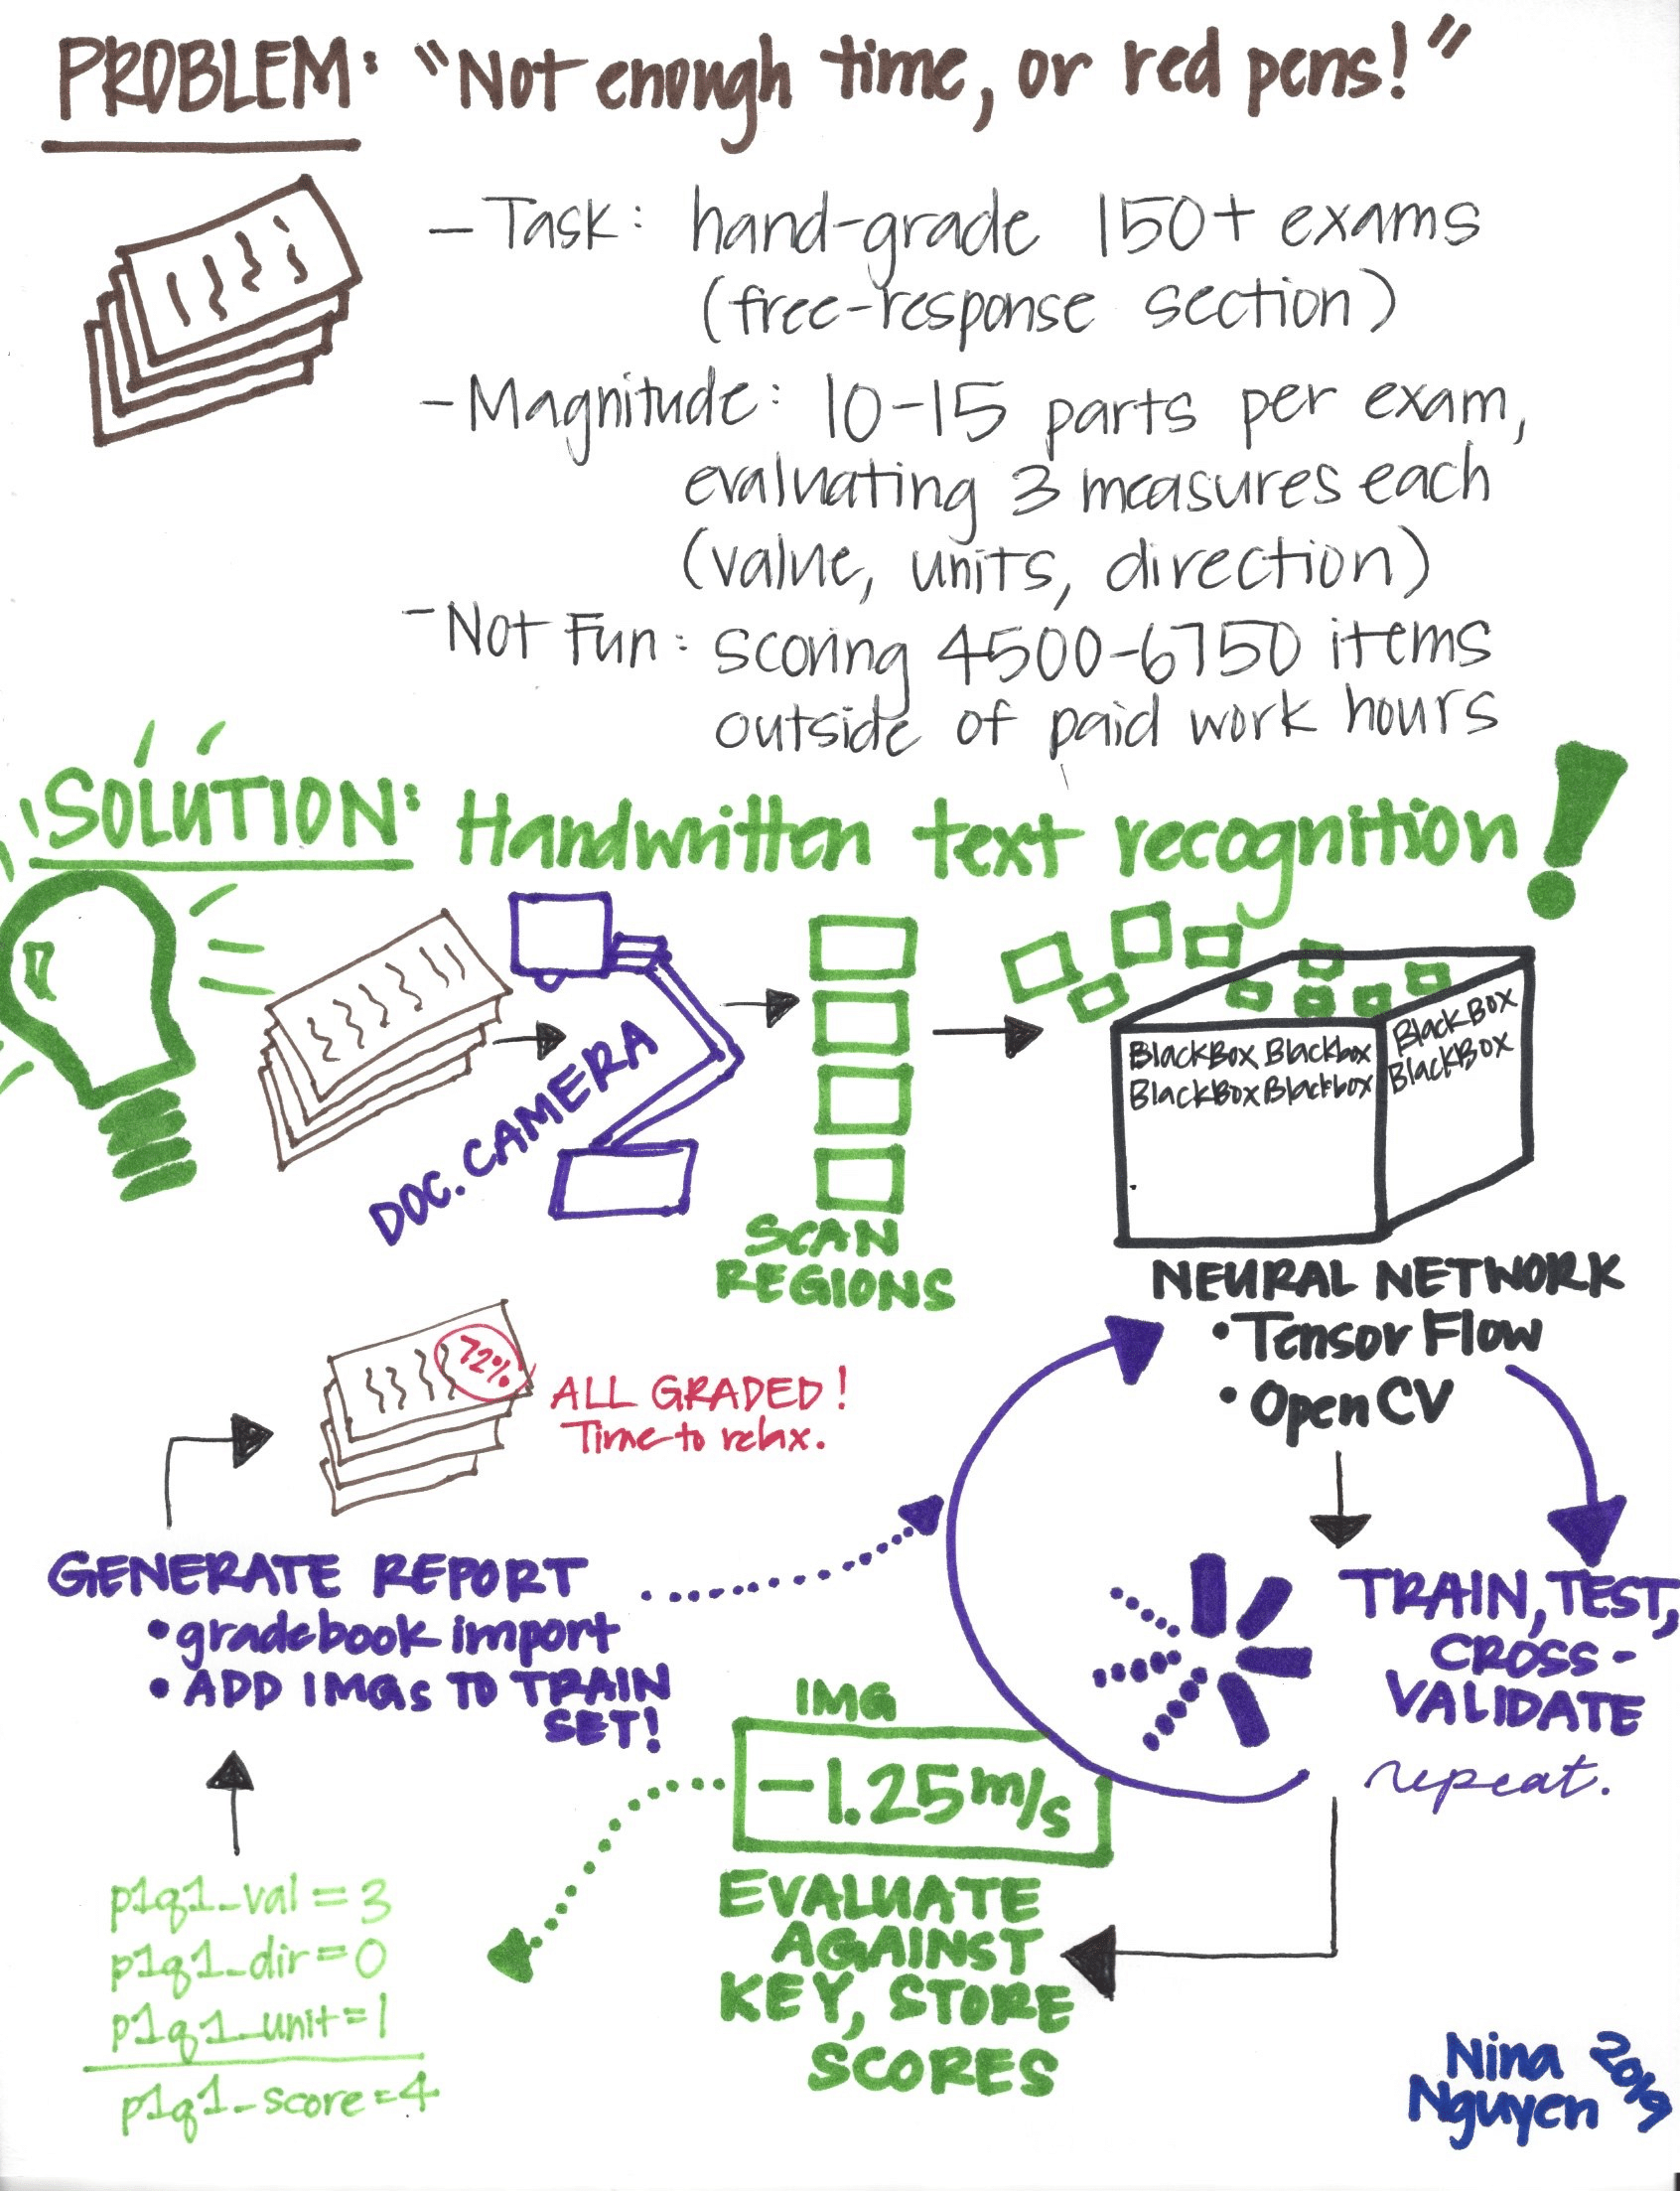 PROBLEM: "Not enough time, or red pens!"
- Task: hand-grade 150+ exams
(free-response section)
- Magnitude: 10-15 parts per exam,
evaluating 3 measures each
(value, units, direction)
- Not Fun: scoring 4500-6750 items
outside of paid work hours
SOLUTION: Handwritten text recognition!
DOC. CAMERA
SCAN
REGIONS
BlackBox Blackbox
BlackBox Blackbox
BlackBox
BlackBox
NEURAL NETWORK
• Tensor Flow
• OpenCV
TRAIN, TEST,
CROSS-
VALIDATE
repeat.
IMG
-1.25 m/s
EVALUATE
AGAINST
KEY, STORE
SCORES
p1q1_val = 3
p1q1_dir = 0
p1q1_unit = 1
p1q1_score = 4
GENERATE REPORT
• gradebook import
• ADD IMGs TO TRAIN
SET!
72%
ALL GRADED!
Time to relax.
Nina
Nguyen
2019